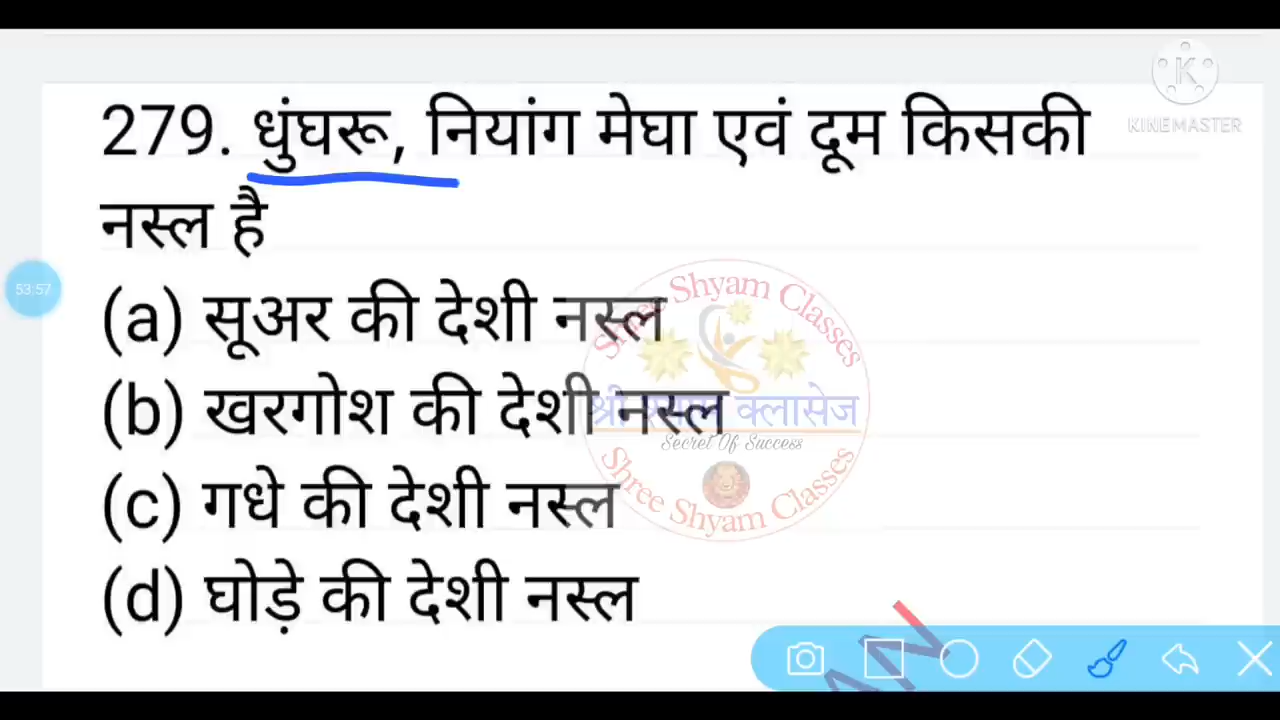 KINEMASTER
279. धुंघरू, नियांग मेघा एवं दूम किसकी
नस्ल है
53:57
(a) सूअर की देशी नस्ल
(b) खरगोश की देशी नस्ल
(c) गधे की देशी नस्ल
(d) घोड़े की देशी नस्ल
Shree Shyam Classes
श्री श्याम क्लासेज
Secret Of Success
Shree Shyam Classes